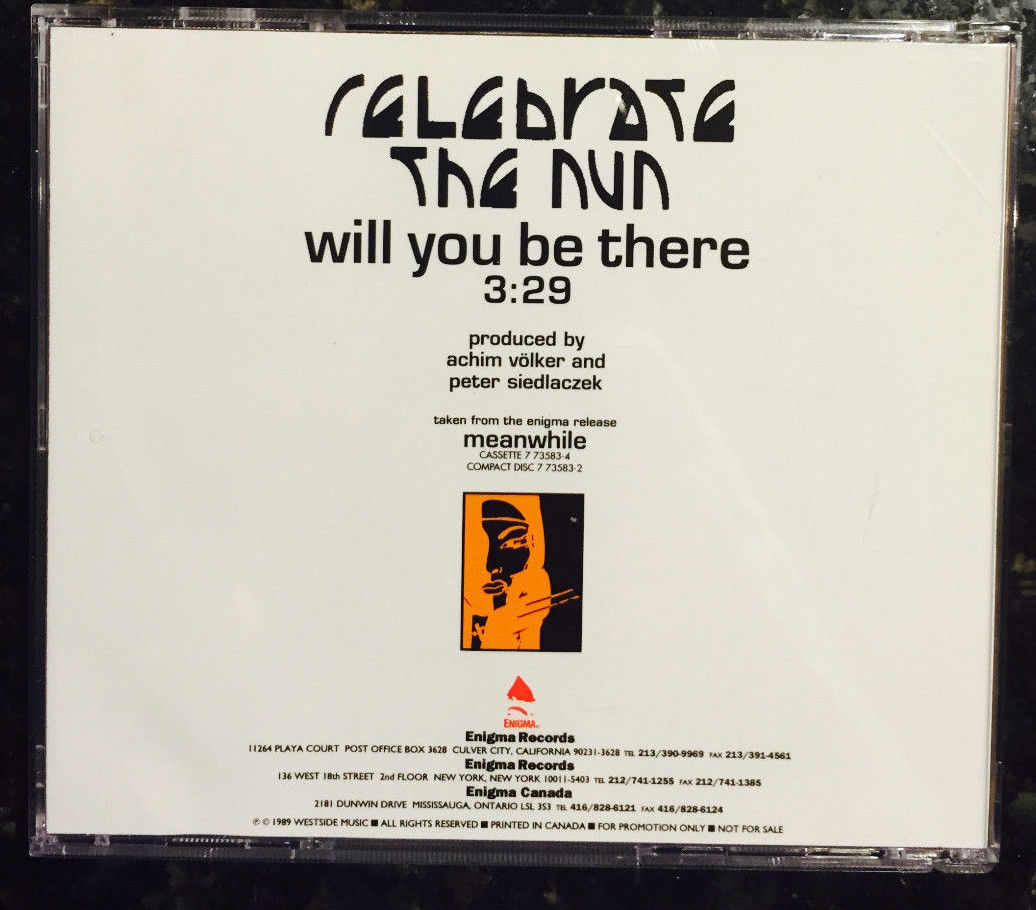 celebrate
the nun
will you be there
3:29
produced by
achim völker and
peter siedlaczek
taken from the enigma release
meanwhile
CASSETTE 7 73583-4
COMPACT DISC 7 73583-2
ENIGMA
Enigma Records
11264 PLAYA COURT POST OFFICE BOX 3628 CULVER CITY, CALIFORNIA 90231-3628 TEL 213/390-9969 FAX 213/391-4561
Enigma Records
136 WEST 18th STREET 2nd FLOOR NEW YORK, NEW YORK 10011-5403 TEL 212/741-1255 FAX 212/741-1385
Enigma Canada
2181 DUNWIN DRIVE MISSISSAUGA, ONTARIO LSL 3S3 TEL 416/828-6121 FAX 416/828-6124
℗ © 1989 WESTSIDE MUSIC ■ ALL RIGHTS RESERVED ■ PRINTED IN CANADA ■ FOR PROMOTION ONLY ■ NOT FOR SALE